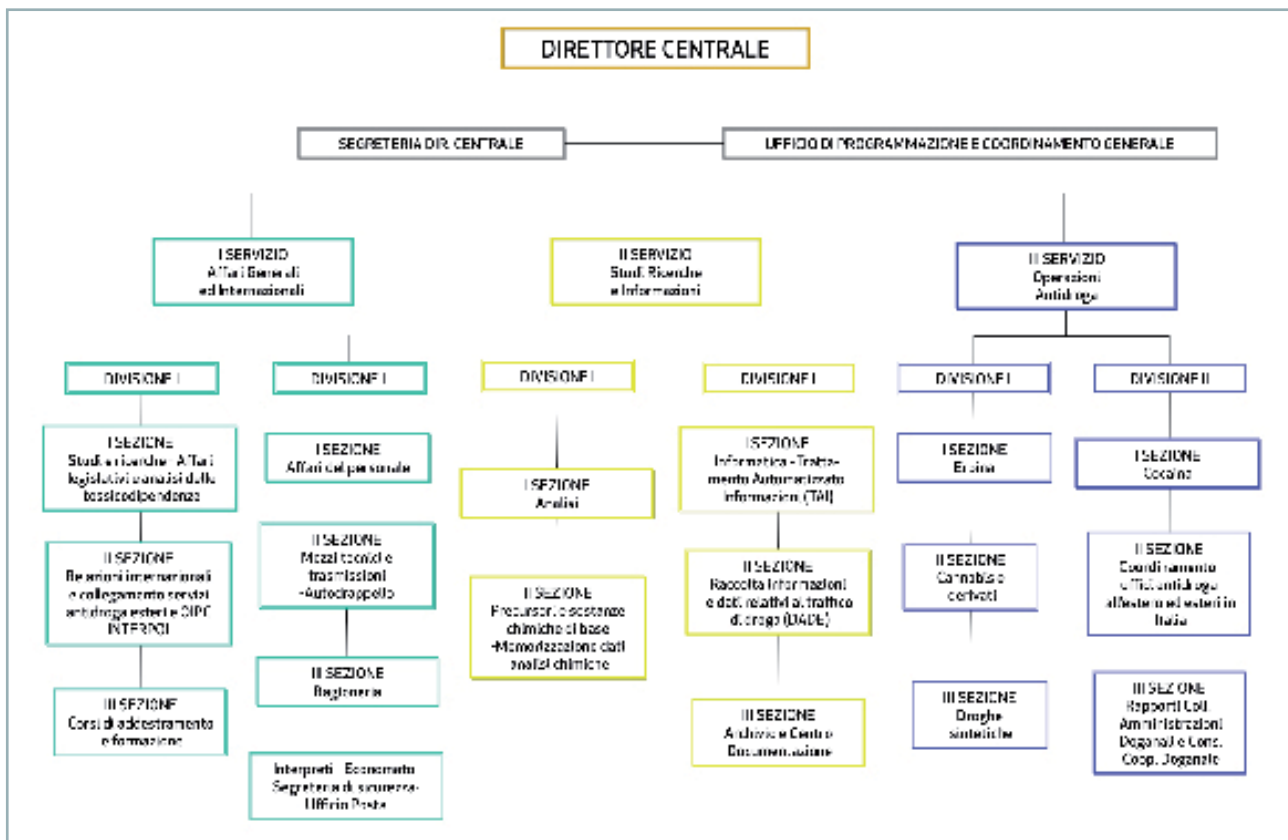 DIRETTORE CENTRALE
SEGRETERIA DIR. CENTRALE
UFFICIO DI PROGRAMMAZIONE E COORDINAMENTO GENERALE
I SERVIZIO
Affari Generali
ed Internazionali
II SERVIZIO
Studi Ricerche
e Informazioni
II SERVIZIO
Operazioni
Antidroga
DIVISIONE I
DIVISIONE I
DIVISIONE I
DIVISIONE I
DIVISIONE I
DIVISIONE II
I SEZIONE
Studi e ricerche - Affari
legislativi e analisi delle
tossicodipendenze
II SEZIONE
Relazioni internazionali
e collegamento servizi
antidroga esteri e OIPC
INTERPOL
III SEZIONE
Corsi di addestramento
e formazione
I SEZIONE
Affari del personale
II SEZIONE
Mezzi tecnici e
trasmissioni
-Autodrappello
III SEZIONE
Ragioneria
Interpreti - Economato
Segreteria di sicurezza-
Ufficio Posta
I SEZIONE
Analisi
II SEZIONE
Precursori e sostanze
chimiche di base
-Memorizzazione dati
analisi chimiche
I SEZIONE
Informatica -Tratta-
mento Automatizzato
Informazioni (TAI)
II SEZIONE
Raccolta informazioni
e dati relativi al traffico
di droga (DADE)
III SEZIONE
Archivio e Centro
Documentazione
I SEZIONE
Eroina
II SEZIONE
Cannabis e
derivati
III SEZIONE
Droghe
sintetiche
I SEZIONE
Cocaina
II SEZIONE
Coordinamento
uffici antidroga
all'estero ed esteri in
Italia
III SEZIONE
Rapporti Coll.
Amministrazioni
Doganali e Cons.
Coop. Doganale